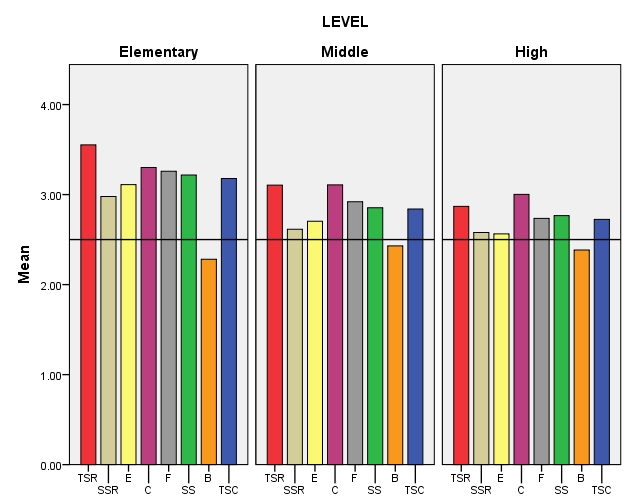 LEVEL
Elementary Middle High
Mean
4.00
3.00
2.00
1.00
0.00
TSR SSR E C F SS B TSC TSR SSR E C F SS B TSC TSR SSR E C F SS B TSC